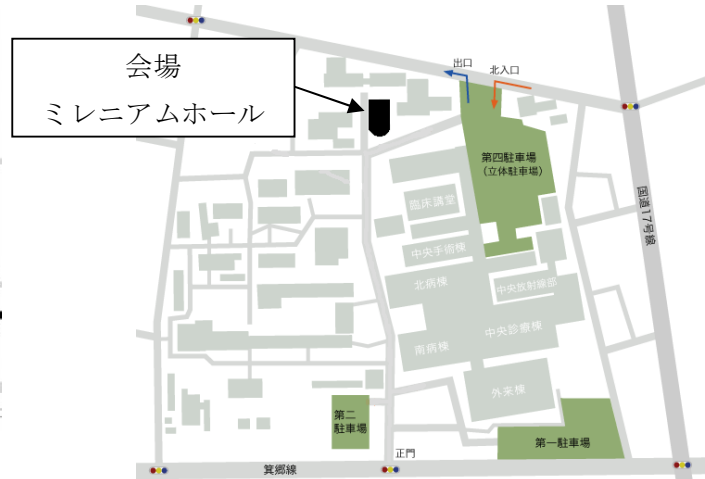 会場
ミレニアムホール
出口
北入口
第四駐車場
（立体駐車場）
国道17号線
臨床講堂
中央手術棟
北病棟
中央放射線部
中央診療棟
南病棟
外来棟
第二
駐車場
第一駐車場
正門
箕郷線